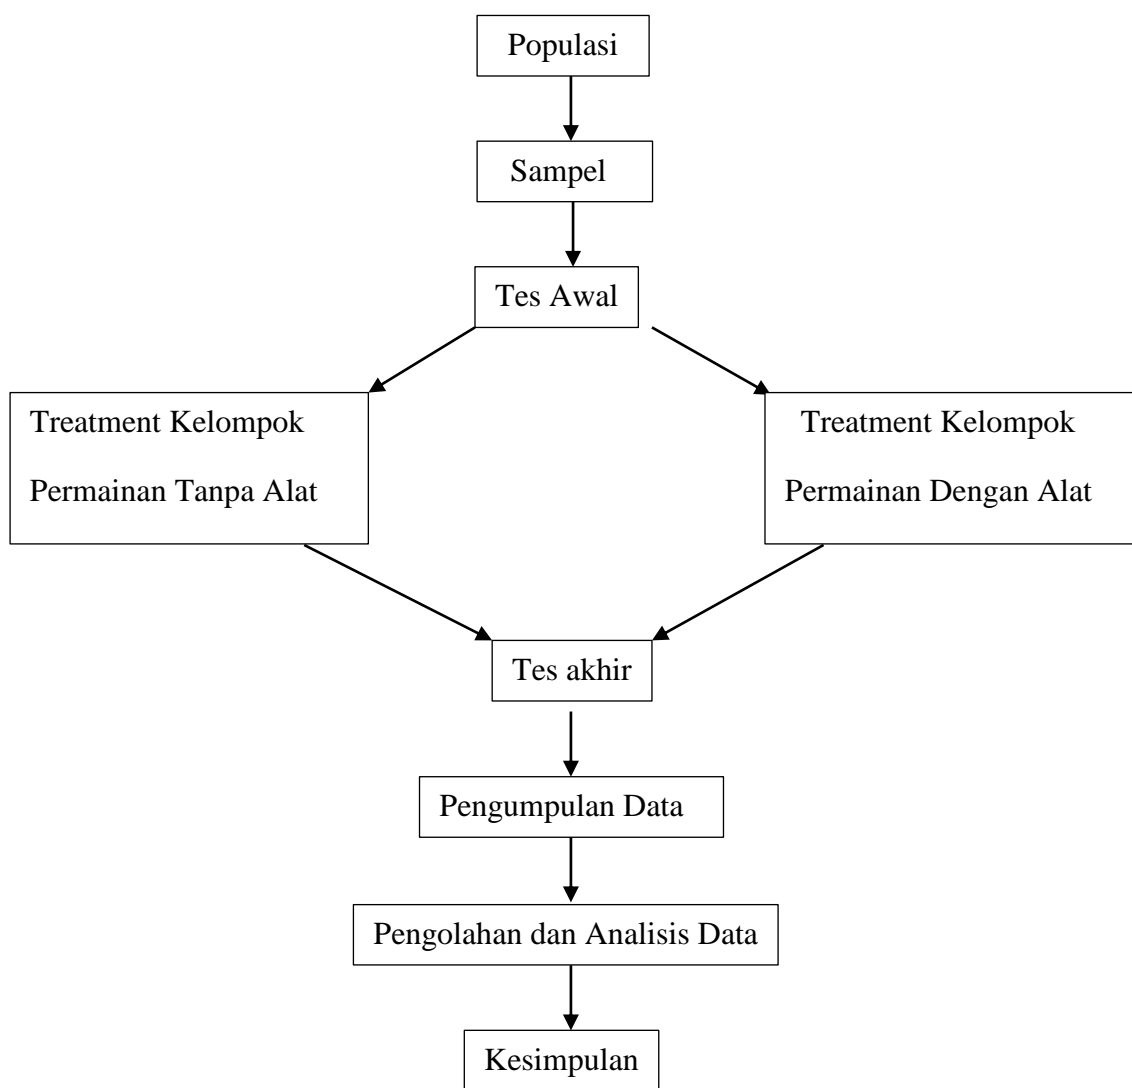 Populasi
Sampel
Tes Awal
Treatment Kelompok
Permainan Tanpa Alat
Treatment Kelompok
Permainan Dengan Alat
Tes akhir
Pengumpulan Data
Pengolahan dan Analisis Data
Kesimpulan